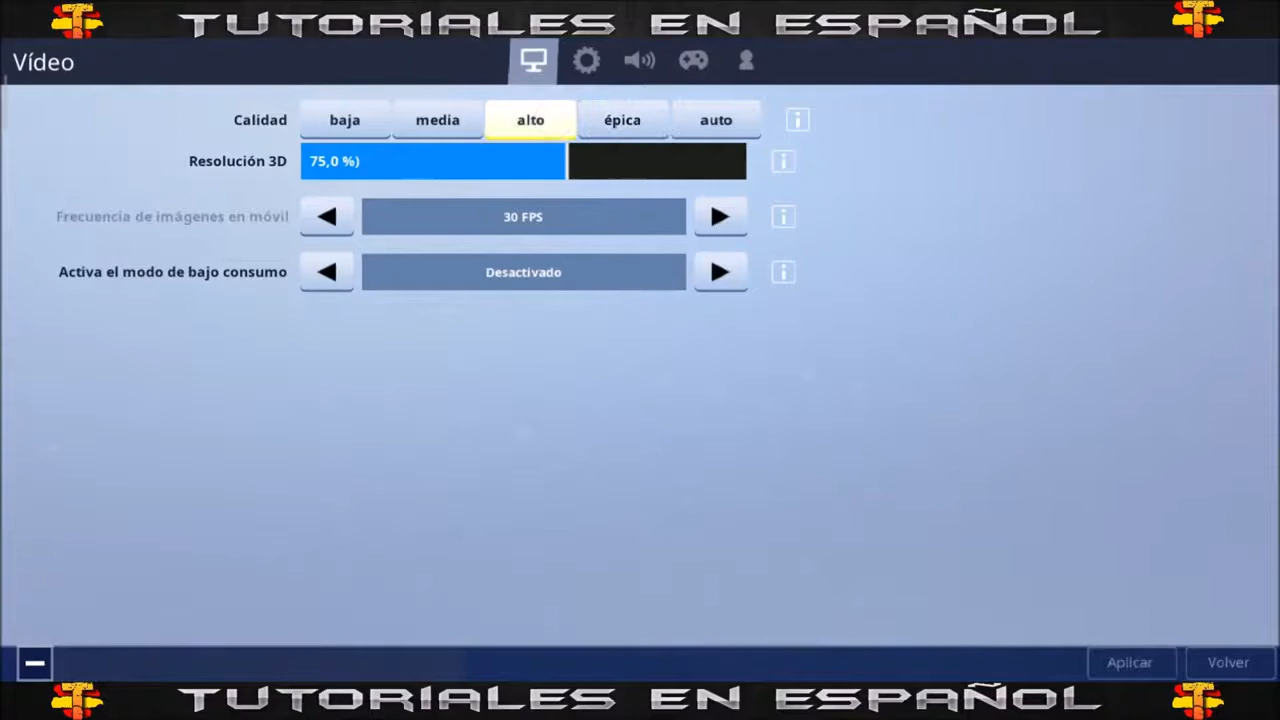 TUTORIALES EN ESPAÑOL
Vídeo
Calidad baja media alto épica auto
Resolución 3D 75,0 %)
Frecuencia de imágenes en móvil 30 FPS
Activa el modo de bajo consumo Desactivado
Aplicar Volver
TUTORIALES EN ESPAÑOL